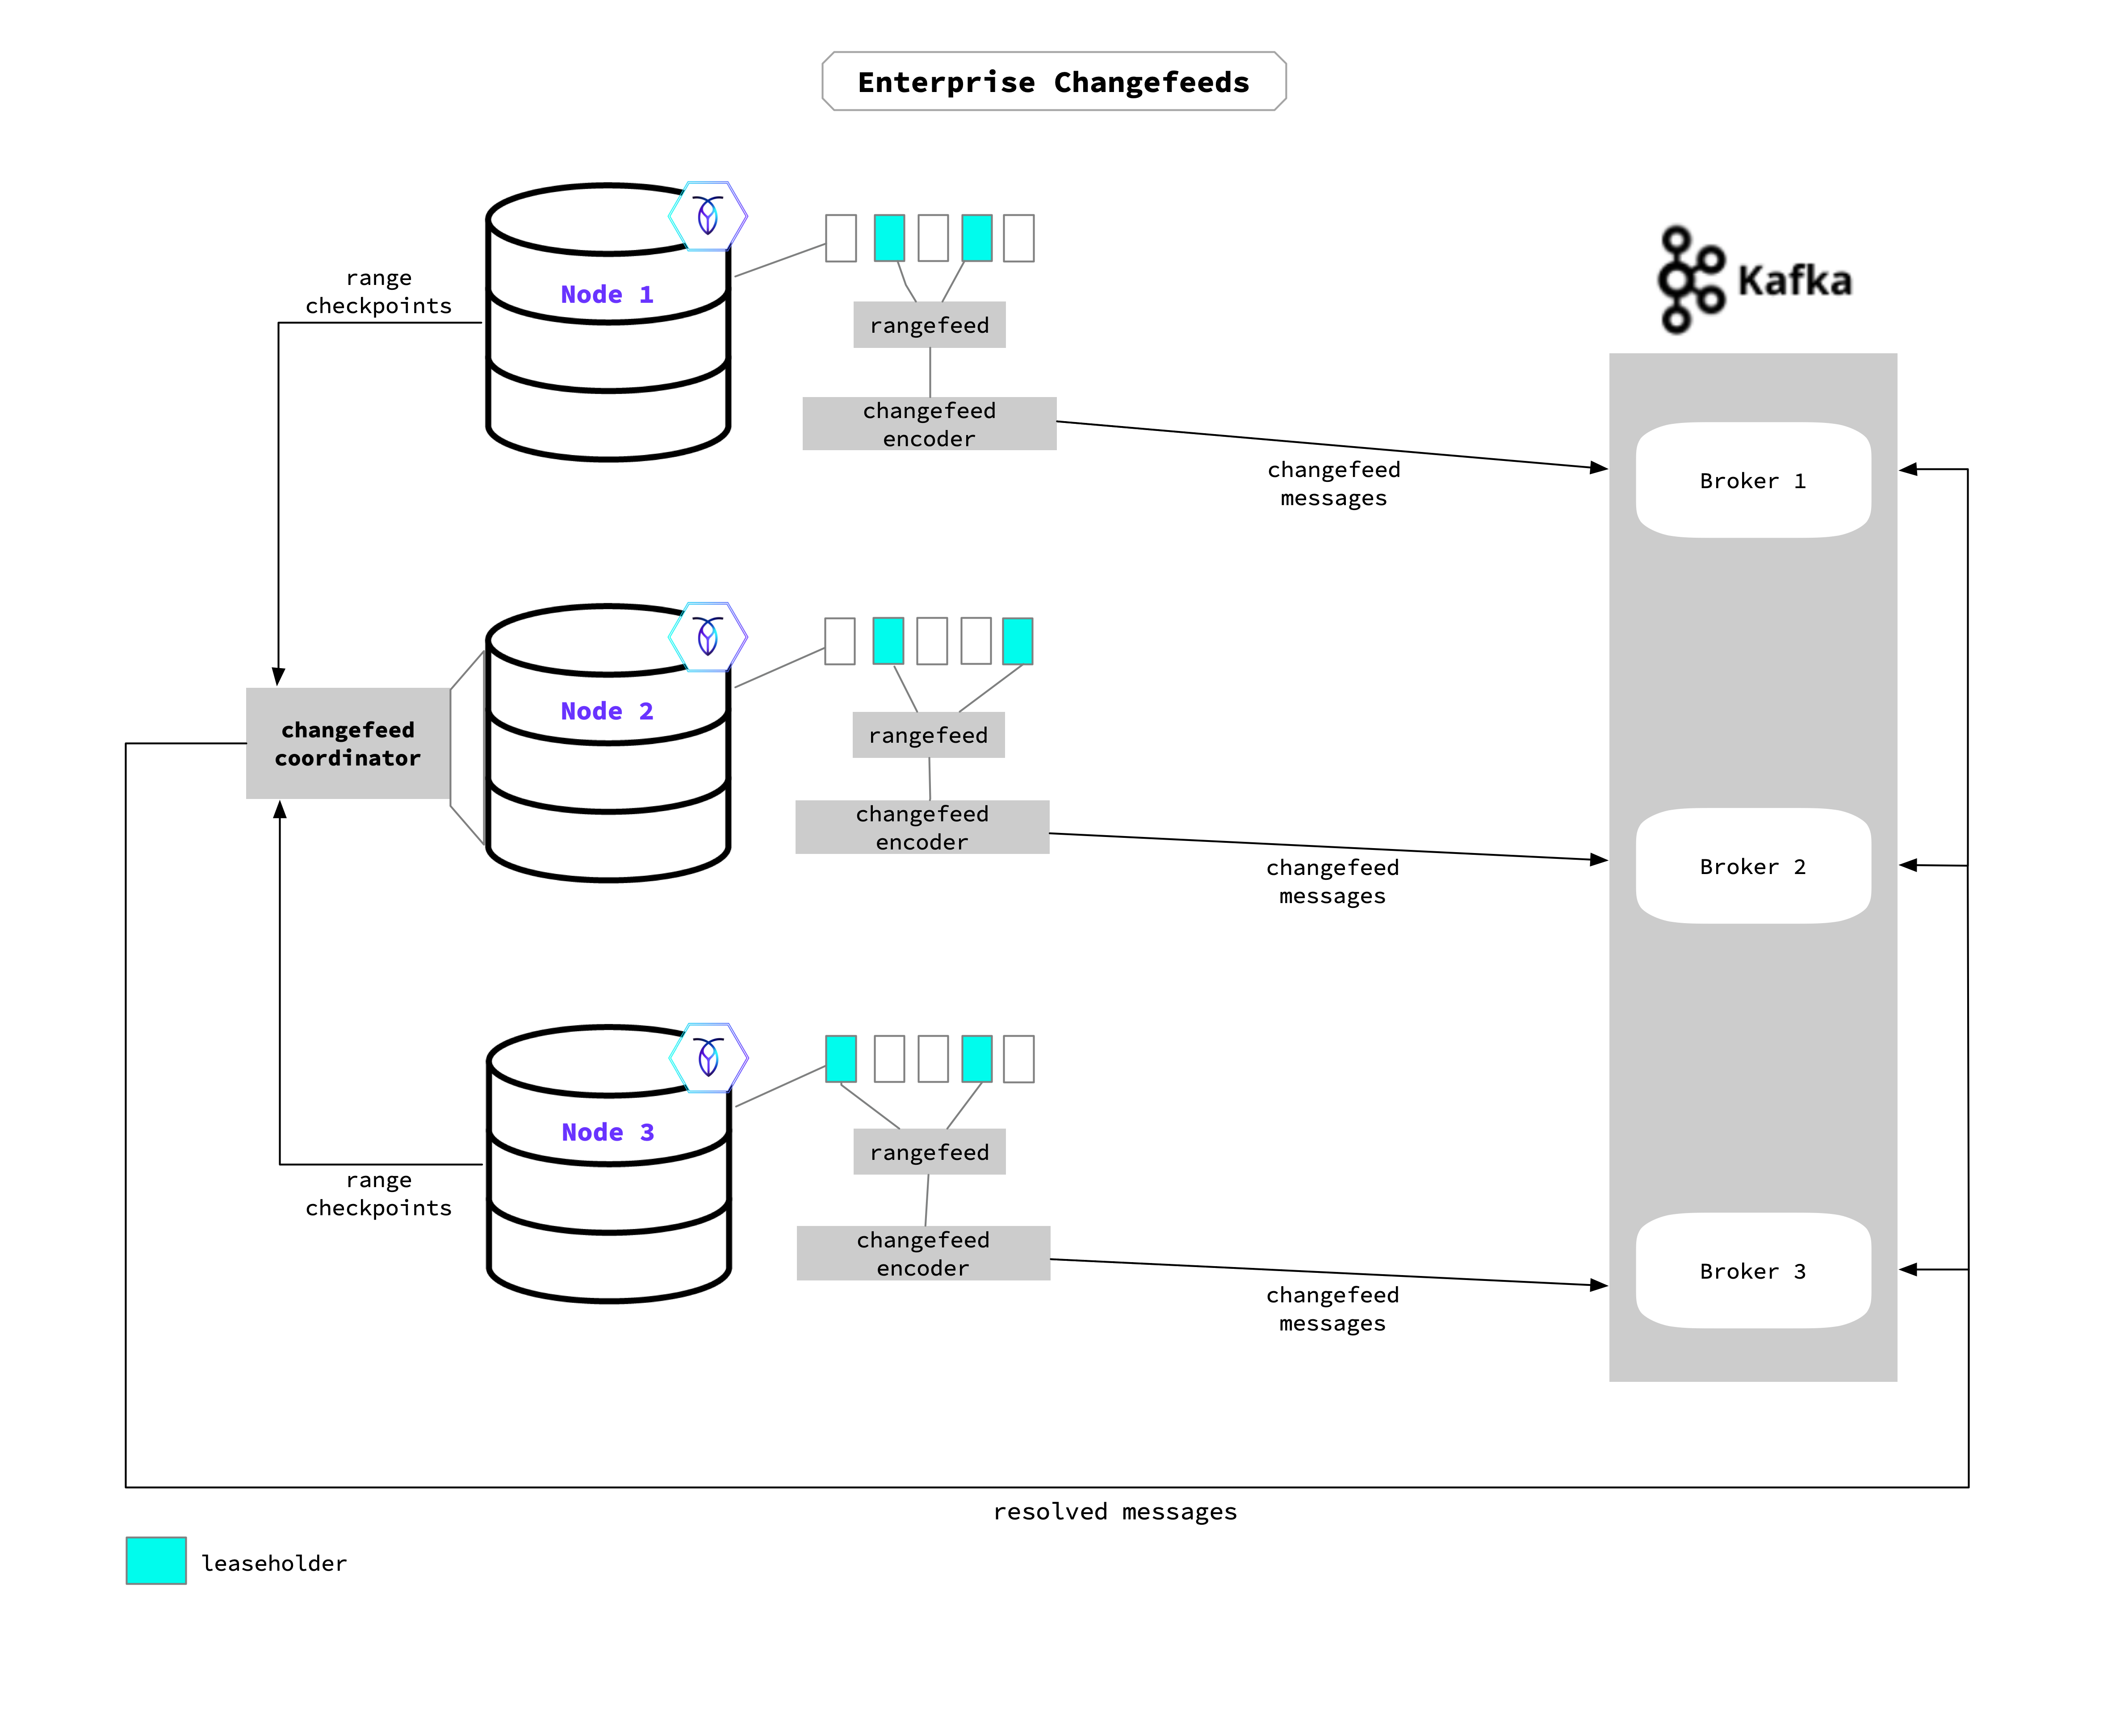 Enterprise Changefeeds
range
checkpoints
Node 1
rangefeed
changefeed
encoder
changefeed
messages
Kafka
Broker 1
changefeed
coordinator
Node 2
rangefeed
changefeed
encoder
changefeed
messages
Broker 2
Node 3
range
checkpoints
rangefeed
changefeed
encoder
changefeed
messages
Broker 3
resolved messages
leaseholder